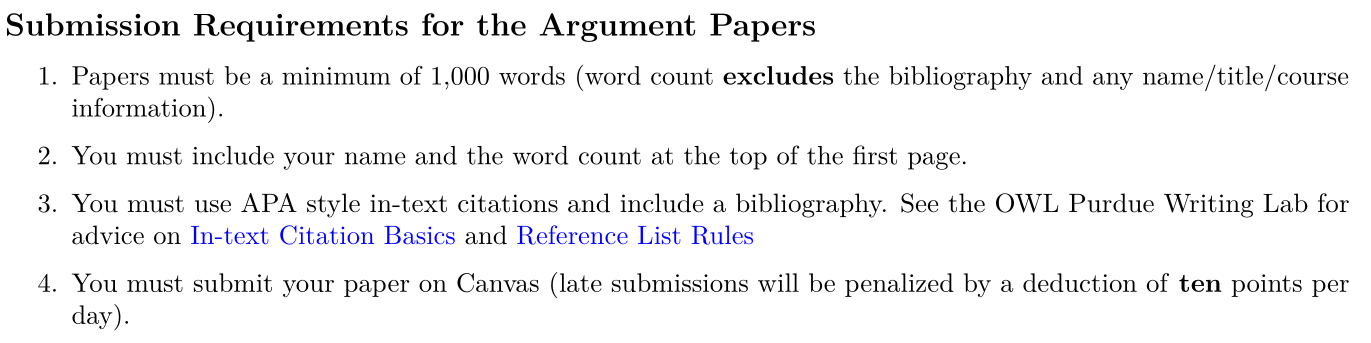 Submission Requirements for the Argument Papers
1. Papers must be a minimum of 1,000 words (word count excludes the bibliography and any name/title/course
information).
2. You must include your name and the word count at the top of the first page.
3. You must use APA style in-text citations and include a bibliography. See the OWL Purdue Writing Lab for
advice on In-text Citation Basics and Reference List Rules
4. You must submit your paper on Canvas (late submissions will be penalized by a deduction of ten points per
day).